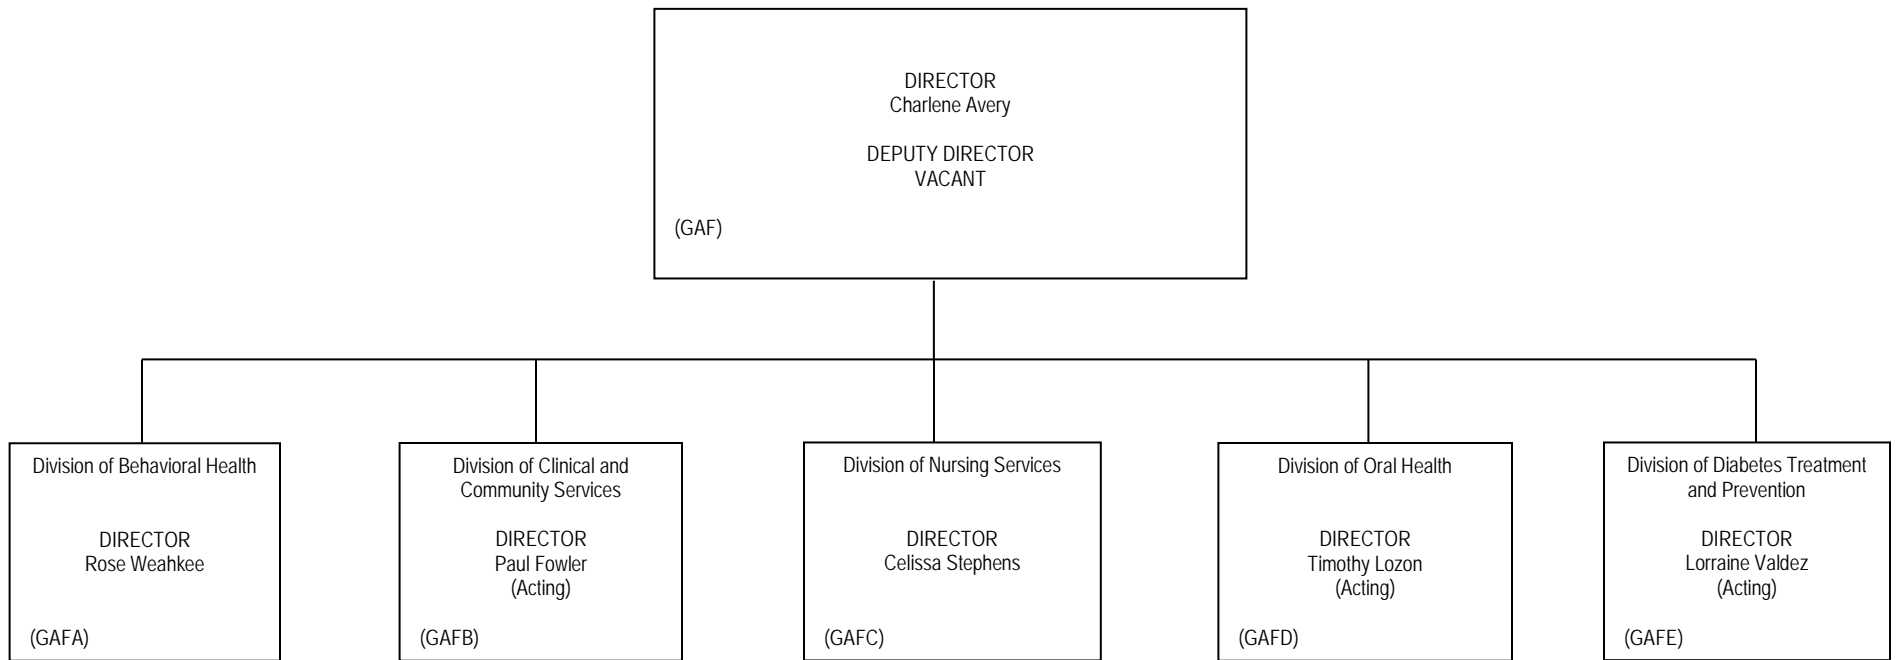 DIRECTOR
Charlene Avery
DEPUTY DIRECTOR
VACANT
(GAF)
Division of Behavioral Health
DIRECTOR
Rose Weahkee
(GAFA)
Division of Clinical and
Community Services
DIRECTOR
Paul Fowler
(Acting)
(GAFB)
Division of Nursing Services
DIRECTOR
Celissa Stephens
(GAFC)
Division of Oral Health
DIRECTOR
Timothy Lozon
(Acting)
(GAFD)
Division of Diabetes Treatment
and Prevention
DIRECTOR
Lorraine Valdez
(Acting)
(GAFE)